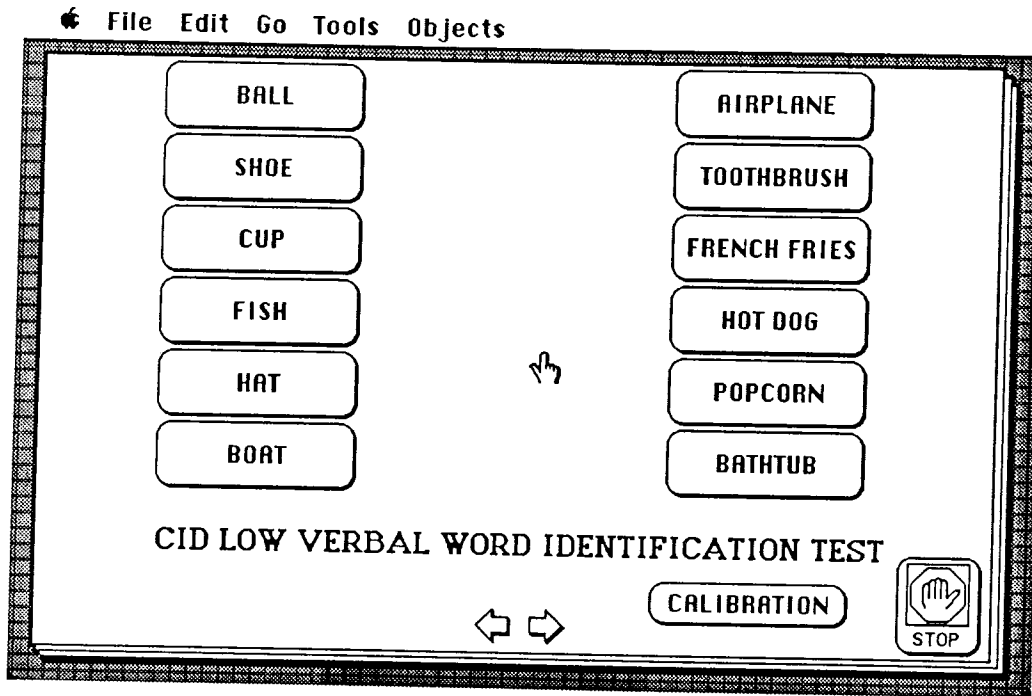 File Edit Go Tools Objects
BALL
SHOE
CUP
FISH
HAT
BOAT
AIRPLANE
TOOTHBRUSH
FRENCH FRIES
HOT DOG
POPCORN
BATHTUB
CID LOW VERBAL WORD IDENTIFICATION TEST
CALIBRATION
STOP